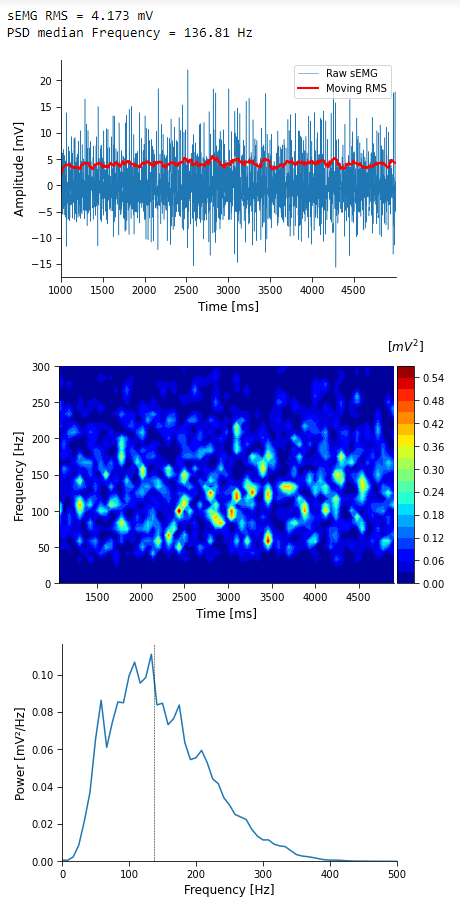 sEMG RMS = 4.173 mV
PSD median Frequency = 136.81 Hz
Raw sEMG
Moving RMS
20
15
10
5
0
−5
−10
−15
Amplitude [mV]
1000 1500 2000 2500 3000 3500 4000 4500
Time [ms]
[mV²]
300
250
200
150
100
50
0
Frequency [Hz]
0.54
0.48
0.42
0.36
0.30
0.24
0.18
0.12
0.06
0.00
1500 2000 2500 3000 3500 4000 4500
Time [ms]
0.10
0.08
0.06
0.04
0.02
0.00
Power [mV²/Hz]
0 100 200 300 400 500
Frequency [Hz]